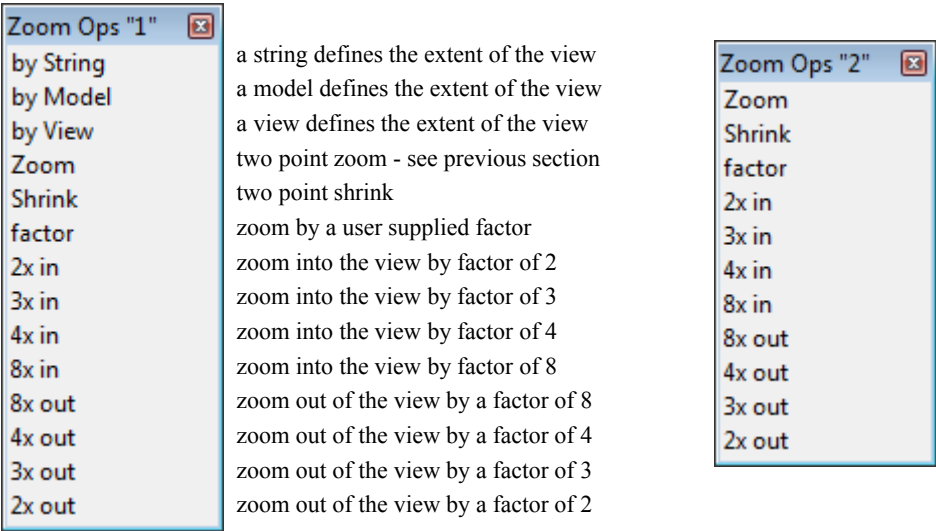 Zoom Ops "1"
by String
by Model
by View
Zoom
Shrink
factor
2x in
3x in
4x in
8x in
8x out
4x out
3x out
2x out
a string defines the extent of the view
a model defines the extent of the view
a view defines the extent of the view
two point zoom - see previous section
two point shrink
zoom by a user supplied factor
zoom into the view by factor of 2
zoom into the view by factor of 3
zoom into the view by factor of 4
zoom into the view by factor of 8
zoom out of the view by a factor of 8
zoom out of the view by a factor of 4
zoom out of the view by a factor of 3
zoom out of the view by a factor of 2
Zoom Ops "2"
Zoom
Shrink
factor
2x in
3x in
4x in
8x in
8x out
4x out
3x out
2x out